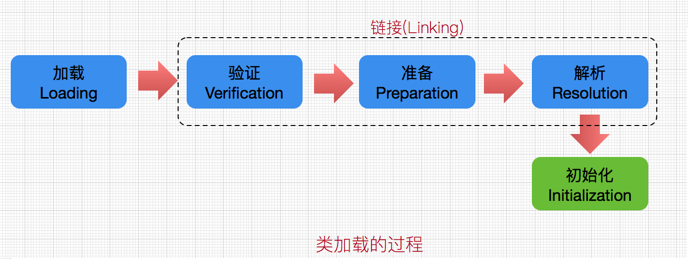 链接(Linking)
加载
Loading
验证
Verification
准备
Preparation
解析
Resolution
初始化
Initialization
类加载的过程